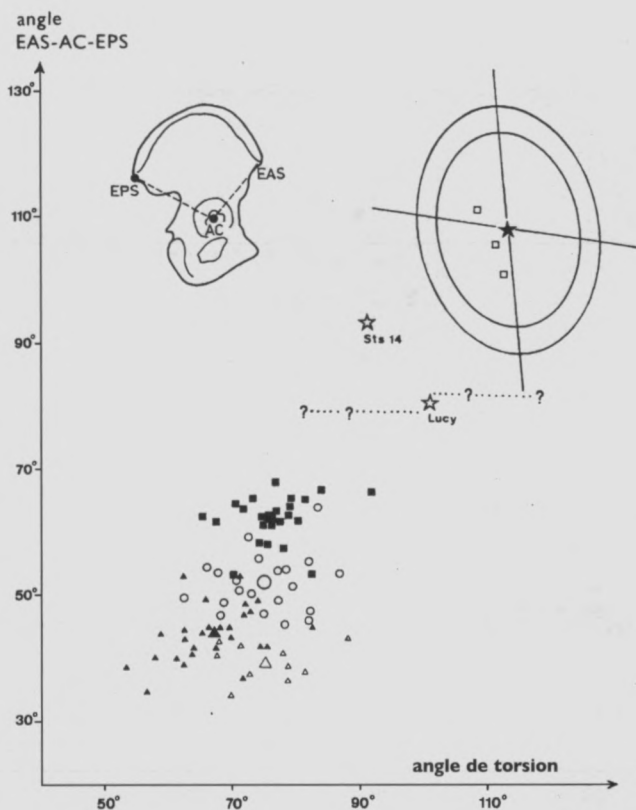 angle
EAS-AC-EPS
130°
EPS
EAS
AC
110°
90°
Sts 14
? ?
? ?
Lucy
70°
50°
30°
angle de torsion
50°
70°
90°
110°